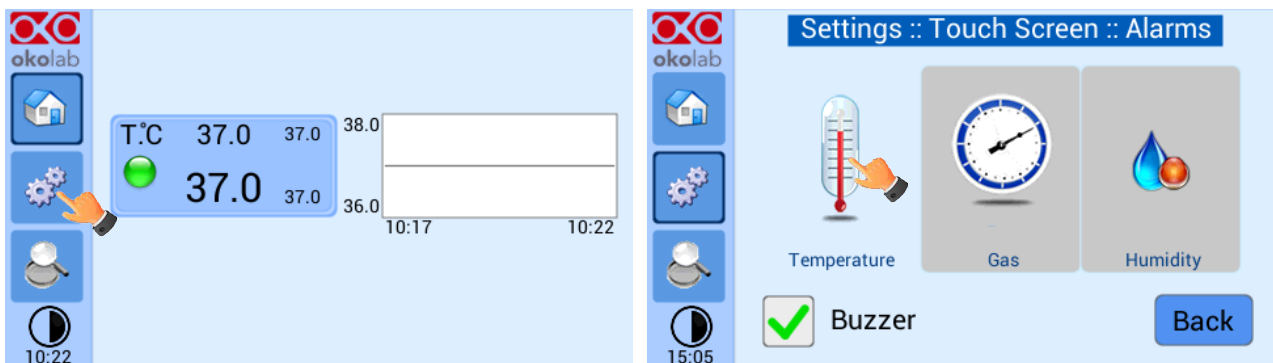 okolab
T.°C 37.0 37.0
37.0 37.0
38.0
36.0
10:17 10:22
10:22
okolab
Settings :: Touch Screen :: Alarms
Temperature
Gas
Humidity
Buzzer
Back
15:05